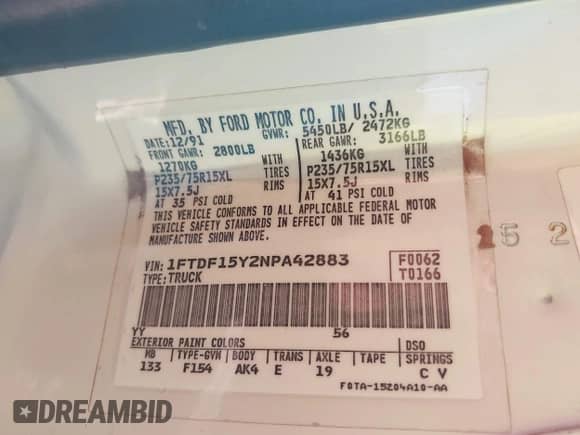 MFD. BY FORD MOTOR CO. IN U.S.A.
DATE: 12/91 GVWR: 5450LB/ 2472KG
FRONT GAWR: 2800LB REAR GAWR: 3166LB
1270KG WITH 1436KG WITH
P235/75R15XL TIRES P235/75R15XL TIRES
15X7.5J RIMS 15X7.5J RIMS
AT 35 PSI COLD AT 41 PSI COLD
THIS VEHICLE CONFORMS TO ALL APPLICABLE FEDERAL MOTOR
VEHICLE SAFETY STANDARDS IN EFFECT ON THE DATE OF
MANUFACTURE SHOWN ABOVE.
VIN: 1FTDF15Y2NPA42883 F0062
TYPE: TRUCK T0166
YY 56
EXTERIOR PAINT COLORS DSO
WB TYPE-GVW BODY TRANS AXLE TAPE SPRINGS
133 F154 AK4 E 19 C V
F0TA-15204A10-AA
25 2
DREAMBID